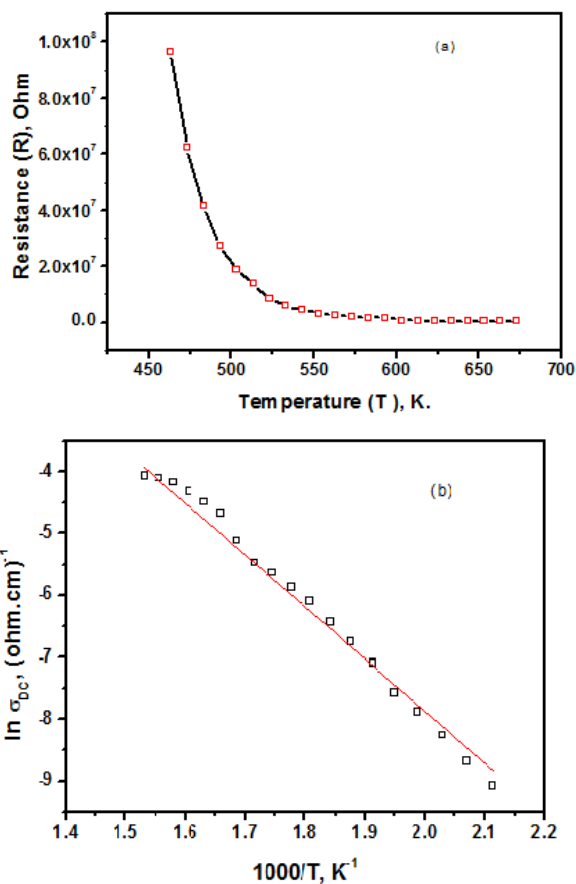 (a)
1.0x10⁸
8.0x10⁷
6.0x10⁷
4.0x10⁷
2.0x10⁷
0.0
Resistance (R), Ohm
450 500 550 600 650 700
Temperature (T ), K.
(b)
-4
-5
-6
-7
-8
-9
ln σDC, (ohm.cm)⁻¹
1.4 1.5 1.6 1.7 1.8 1.9 2.0 2.1 2.2
1000/T, K⁻¹